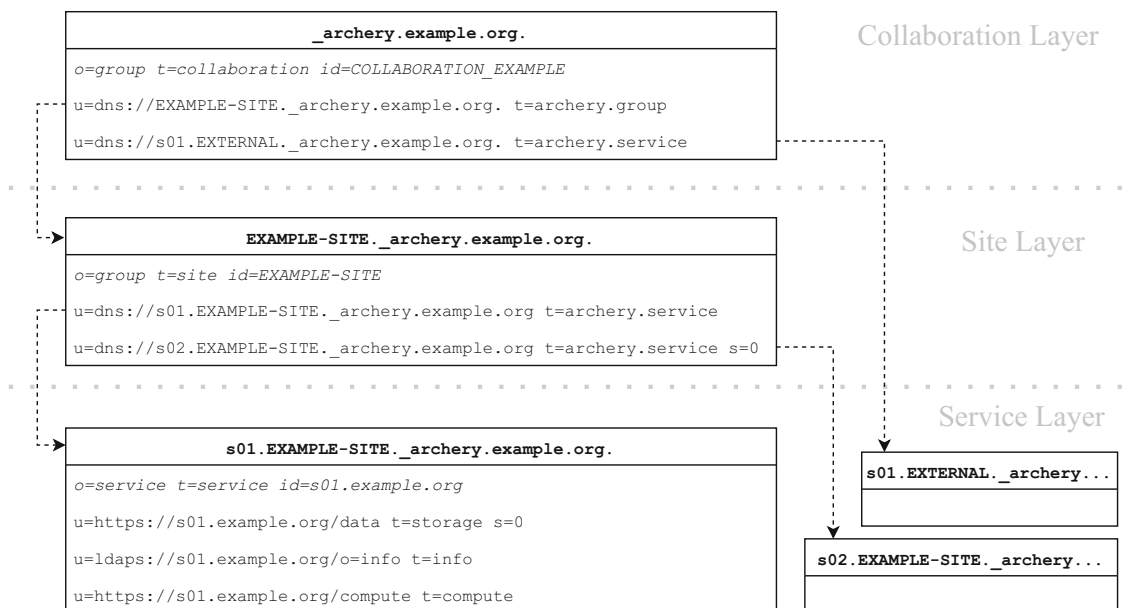 _archery.example.org.
Collaboration Layer
o=group t=collaboration id=COLLABORATION_EXAMPLE
u=dns://EXAMPLE-SITE._archery.example.org. t=archery.group
u=dns://s01.EXTERNAL._archery.example.org. t=archery.service
EXAMPLE-SITE._archery.example.org.
Site Layer
o=group t=site id=EXAMPLE-SITE
u=dns://s01.EXAMPLE-SITE._archery.example.org t=archery.service
u=dns://s02.EXAMPLE-SITE._archery.example.org t=archery.service s=0
Service Layer
s01.EXAMPLE-SITE._archery.example.org.
o=service t=service id=s01.example.org
u=https://s01.example.org/data t=storage s=0
u=ldaps://s01.example.org/o=info t=info
u=https://s01.example.org/compute t=compute
s01.EXTERNAL._archery...
s02.EXAMPLE-SITE._archery...